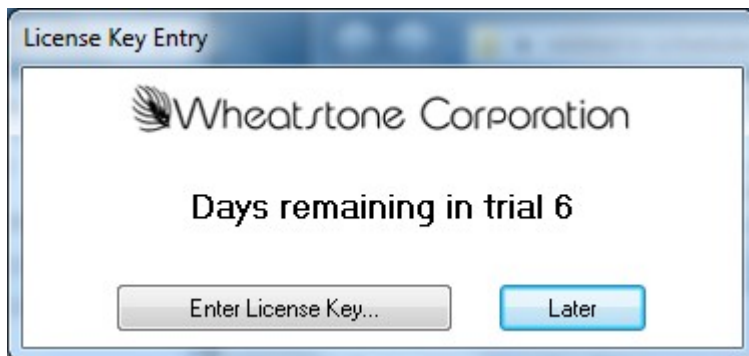 License Key Entry
Wheatstone Corporation
Days remaining in trial 6
Enter License Key...
Later